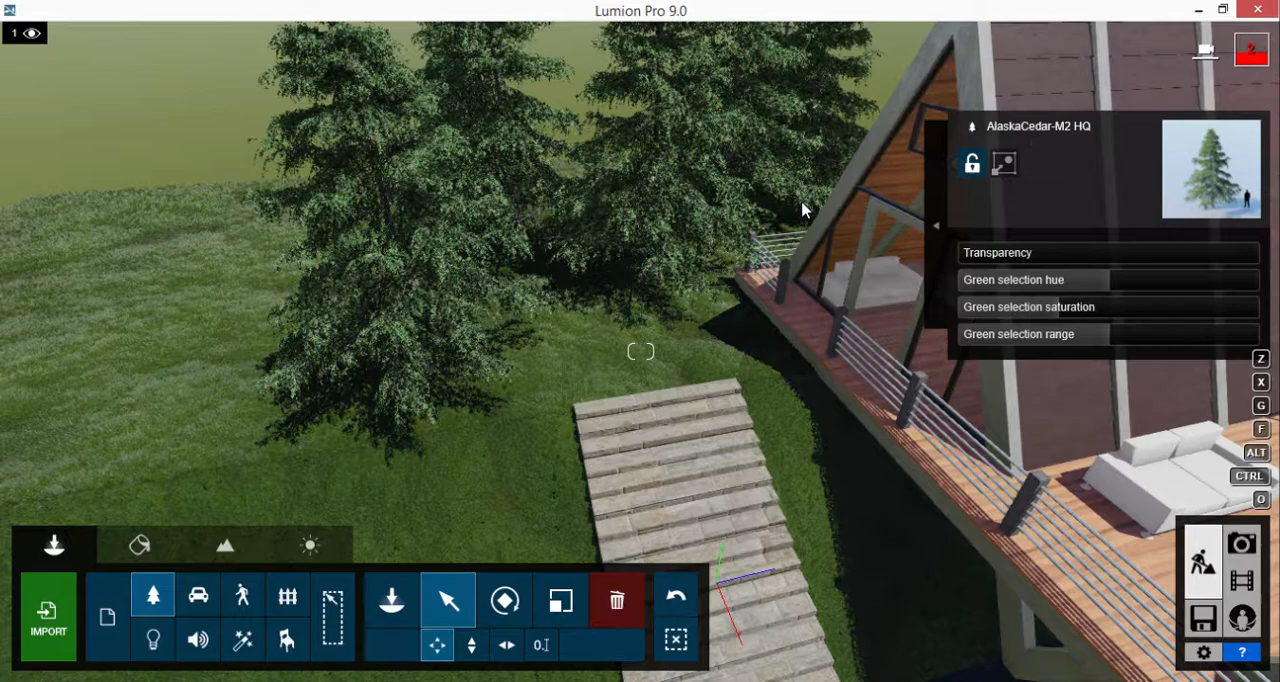 Lumion Pro 9.0
1
2
AlaskaCedar-M2 HQ
Transparency
Green selection hue
Green selection saturation
Green selection range
Z
X
G
F
ALT
CTRL
O
IMPORT
?